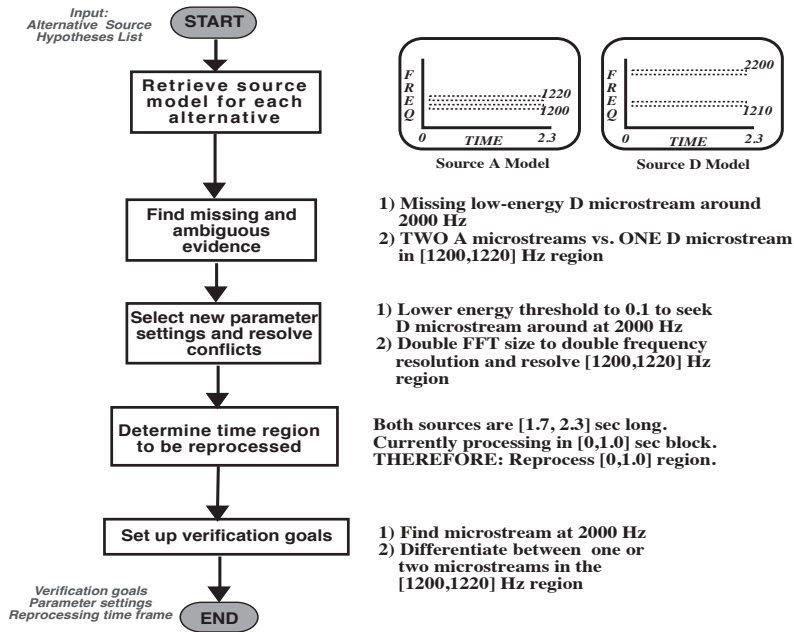 Input:
Alternative Source
Hypotheses List
START
Retrieve source
model for each
alternative
F
R
E
Q
1220
1200
0
TIME
2.3
Source A Model
F
R
E
Q
2200
1210
0
TIME
2.3
Source D Model
Find missing and
ambiguous
evidence
1) Missing low-energy D microstream around
2000 Hz
2) TWO A microstreams vs. ONE D microstream
in [1200,1220] Hz region
Select new parameter
settings and resolve
conflicts
1) Lower energy threshold to 0.1 to seek
D microstream around at 2000 Hz
2) Double FFT size to double frequency
resolution and resolve [1200,1220] Hz
region
Determine time region
to be reprocessed
Both sources are [1.7, 2.3] sec long.
Currently processing in [0,1.0] sec block.
THEREFORE: Reprocess [0,1.0] region.
Set up verification goals
1) Find microstream at 2000 Hz
2) Differentiate between one or
two microstreams in the
[1200,1220] Hz region
Verification goals
Parameter settings
Reprocessing time frame
END